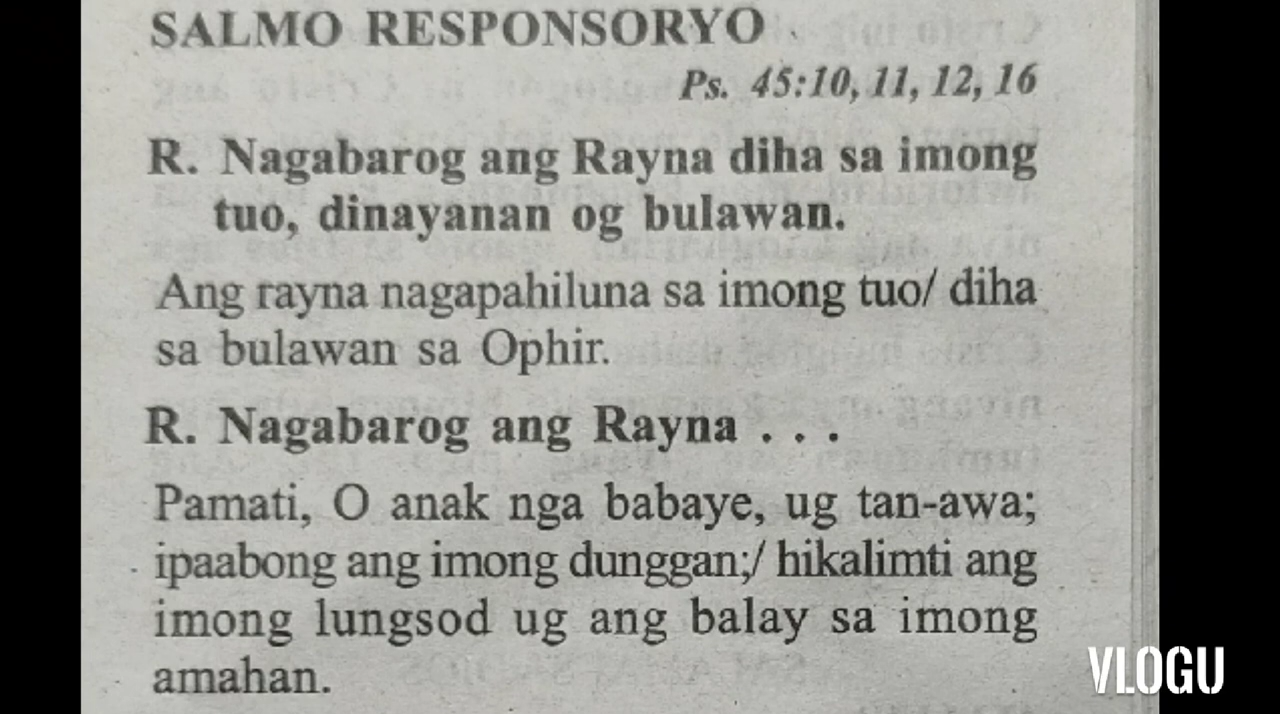 SALMO RESPONSORYO
Ps. 45:10, 11, 12, 16
R. Nagabarog ang Rayna diha sa imong
tuo, dinayanan og bulawan.
Ang rayna nagapahiluna sa imong tuo/ diha
sa bulawan sa Ophir.
R. Nagabarog ang Rayna . . .
Pamati, O anak nga babaye, ug tan-awa;
ipaabong ang imong dunggan;/ hikalimti ang
imong lungsod ug ang balay sa imong
amahan.
VLOGU